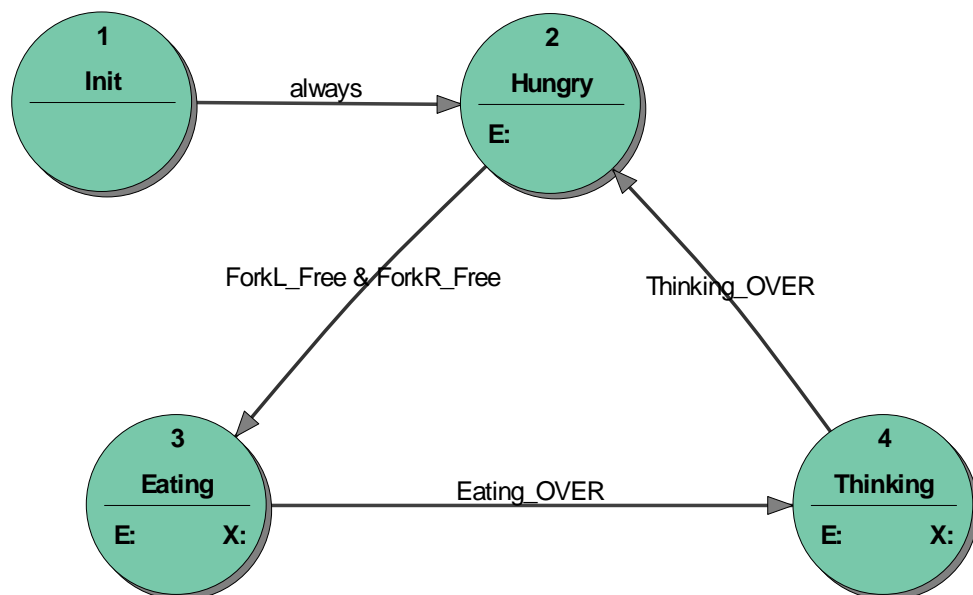 1
Init
always
2
Hungry
E:
ForkL_Free & ForkR_Free
Thinking_OVER
3
Eating
E: X:
Eating_OVER
4
Thinking
E: X: